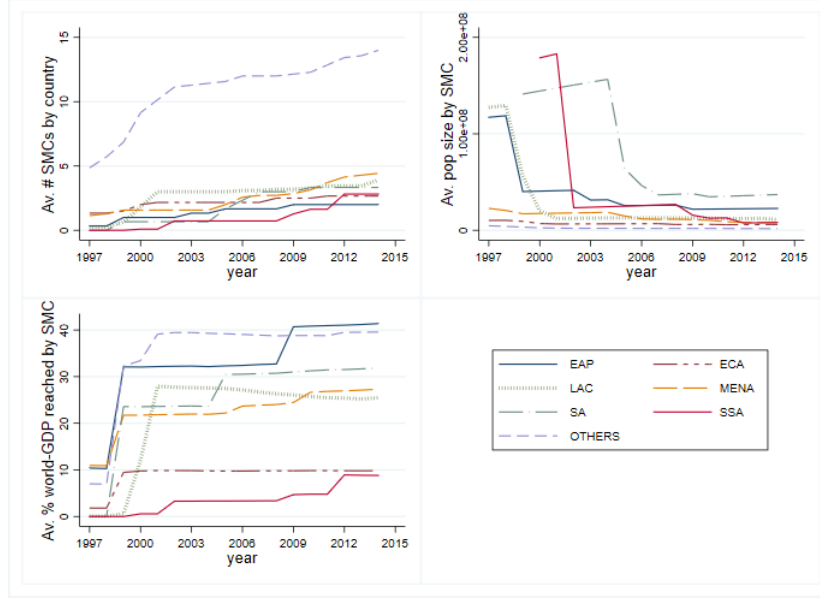 Av. # SMCs by country
15
10
5
0
1997 2000 2003 2006 2009 2012 2015
year
Av. pop size by SMC
2.00e+08
1.00e+08
0
1997 2000 2003 2006 2009 2012 2015
year
Av. % world-GDP reached by SMC
40
30
20
10
0
1997 2000 2003 2006 2009 2012 2015
year
EAP ECA
LAC MENA
SA SSA
OTHERS